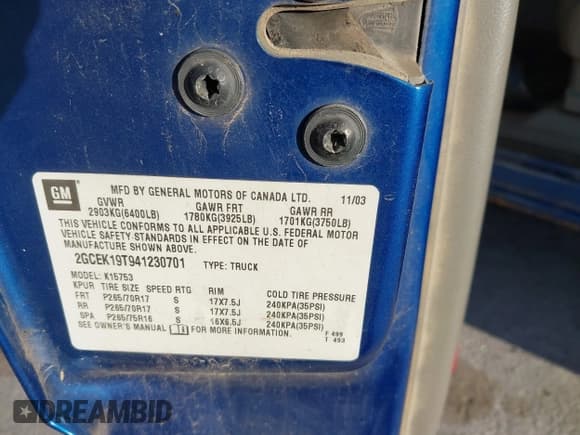 GM
MFD BY GENERAL MOTORS OF CANADA LTD. 11/03
GVWR GAWR FRT GAWR RR
2903KG(6400LB) 1780KG(3925LB) 1701KG(3750LB)
THIS VEHICLE CONFORMS TO ALL APPLICABLE U.S. FEDERAL MOTOR
VEHICLE SAFETY STANDARDS IN EFFECT ON THE DATE OF
MANUFACTURE SHOWN ABOVE.
2GCEK19T941230701 TYPE: TRUCK
MODEL: K15753
KPUR TIRE SIZE SPEED RTG RIM COLD TIRE PRESSURE
FRT P265/70R17 S 17X7.5J 240KPA(35PSI)
RR P265/70R17 S 17X7.5J 240KPA(35PSI)
SPA P265/75R16 S 16X6.5J 240KPA(35PSI)
SEE OWNER'S MANUAL FOR MORE INFORMATION. F 499
T 493
DREAMBID